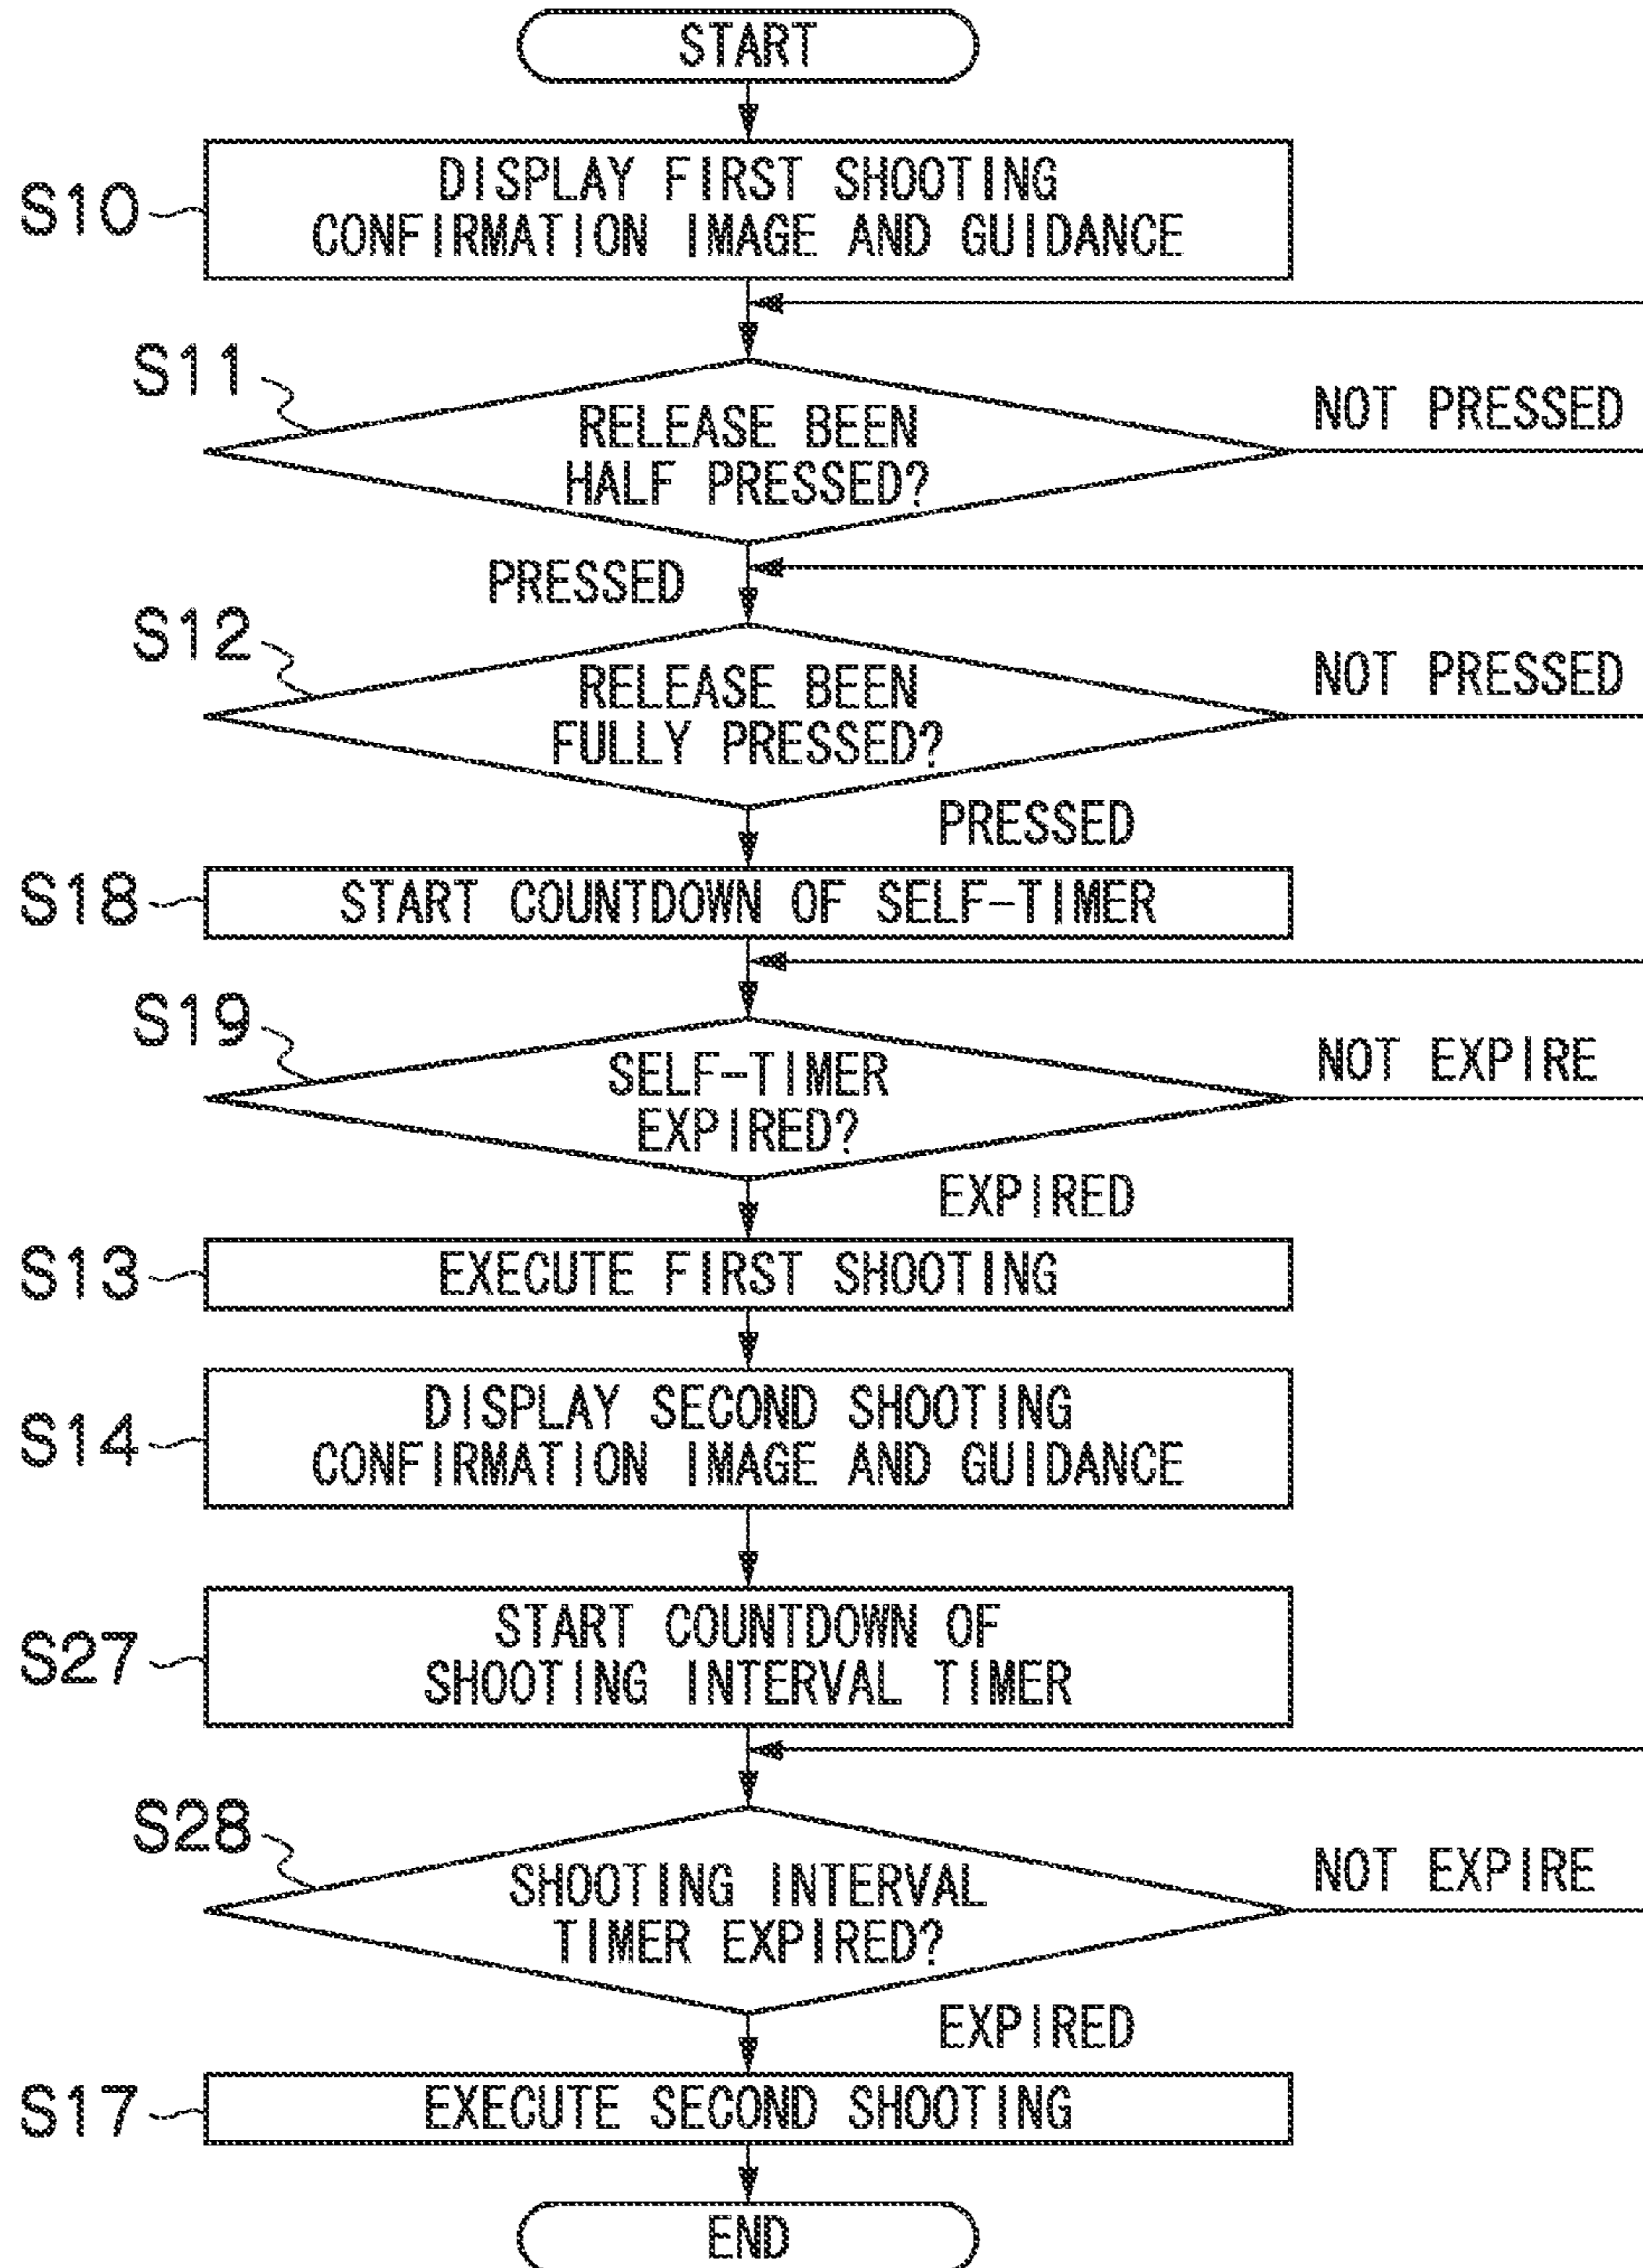 START
S10
DISPLAY FIRST SHOOTING
CONFIRMATION IMAGE AND GUIDANCE
S11
RELEASE BEEN
HALF PRESSED?
NOT PRESSED
PRESSED
S12
RELEASE BEEN
FULLY PRESSED?
NOT PRESSED
PRESSED
S18
START COUNTDOWN OF SELF-TIMER
S19
SELF-TIMER
EXPIRED?
NOT EXPIRE
EXPIRED
S13
EXECUTE FIRST SHOOTING
S14
DISPLAY SECOND SHOOTING
CONFIRMATION IMAGE AND GUIDANCE
S27
START COUNTDOWN OF
SHOOTING INTERVAL TIMER
S28
SHOOTING INTERVAL
TIMER EXPIRED?
NOT EXPIRE
EXPIRED
S17
EXECUTE SECOND SHOOTING
END